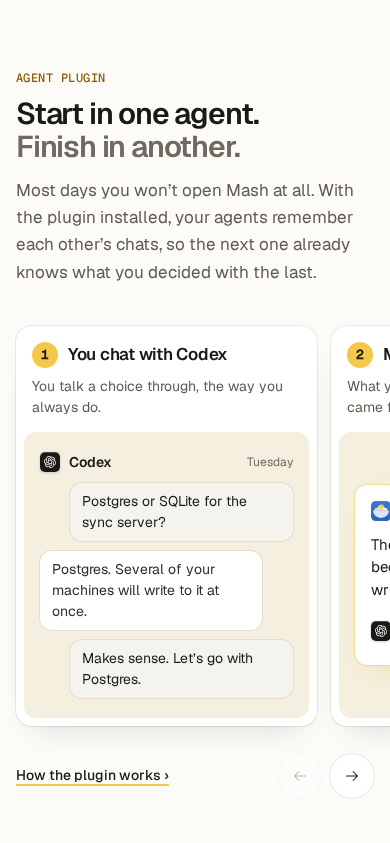 AGENT PLUGIN
Start in one agent.
Finish in another.
Most days you won’t open Mash at all. With
the plugin installed, your agents remember
each other’s chats, so the next one already
knows what you decided with the last.
1 You chat with Codex
You talk a choice through, the way you
always do.
Codex Tuesday
Postgres or SQLite for the
sync server?
Postgres. Several of your
machines will write to it at
once.
Makes sense. Let’s go with
Postgres.
2
What
came
How the plugin works ›